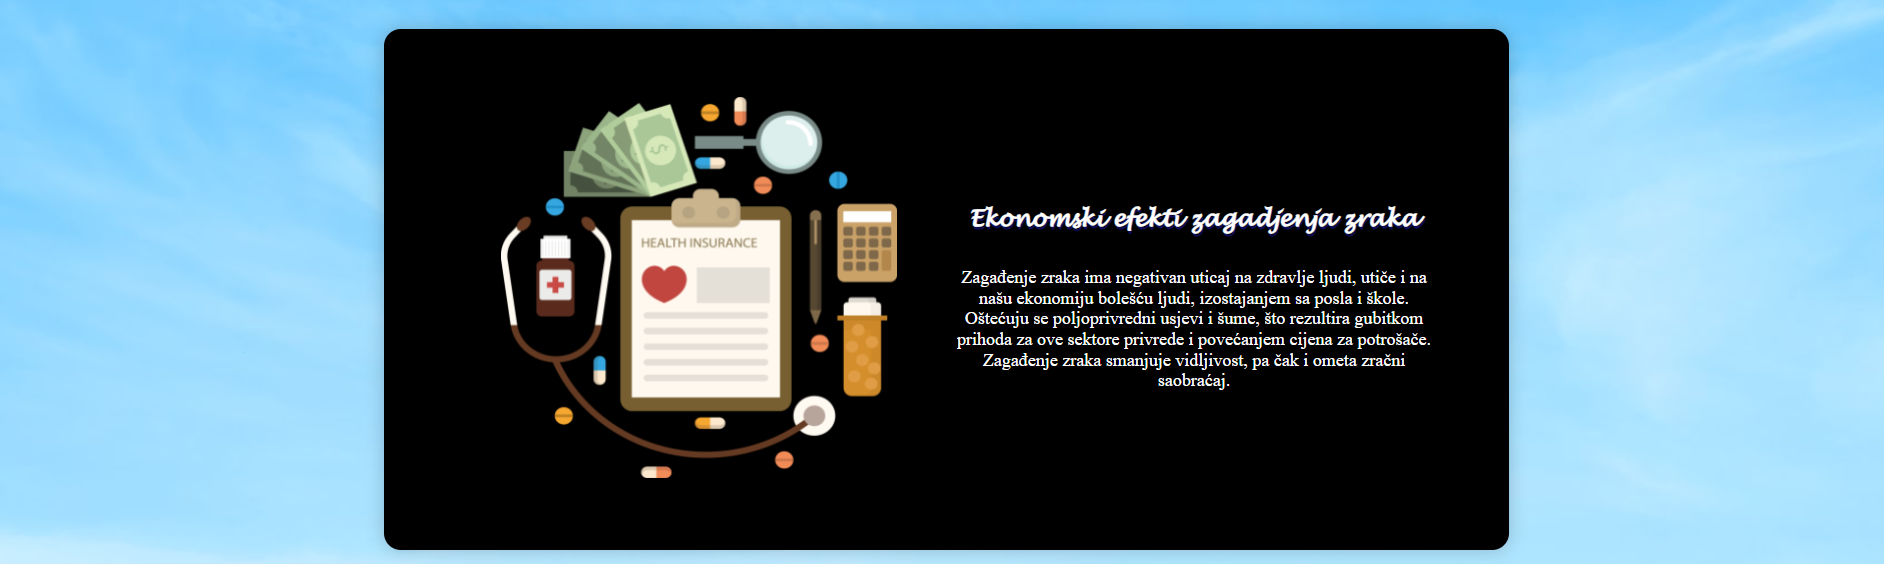 HEALTH INSURANCE
Ekonomski efekti zagadjenja zraka
Zagađenje zraka ima negativan uticaj na zdravlje ljudi, utiče i na
našu ekonomiju bolešću ljudi, izostajanjem sa posla i škole.
Oštećuju se poljoprivredni usjevi i šume, što rezultira gubitkom
prihoda za ove sektore privrede i povećanjem cijena za potrošače.
Zagađenje zraka smanjuje vidljivost, pa čak i ometa zračni
saobraćaj.